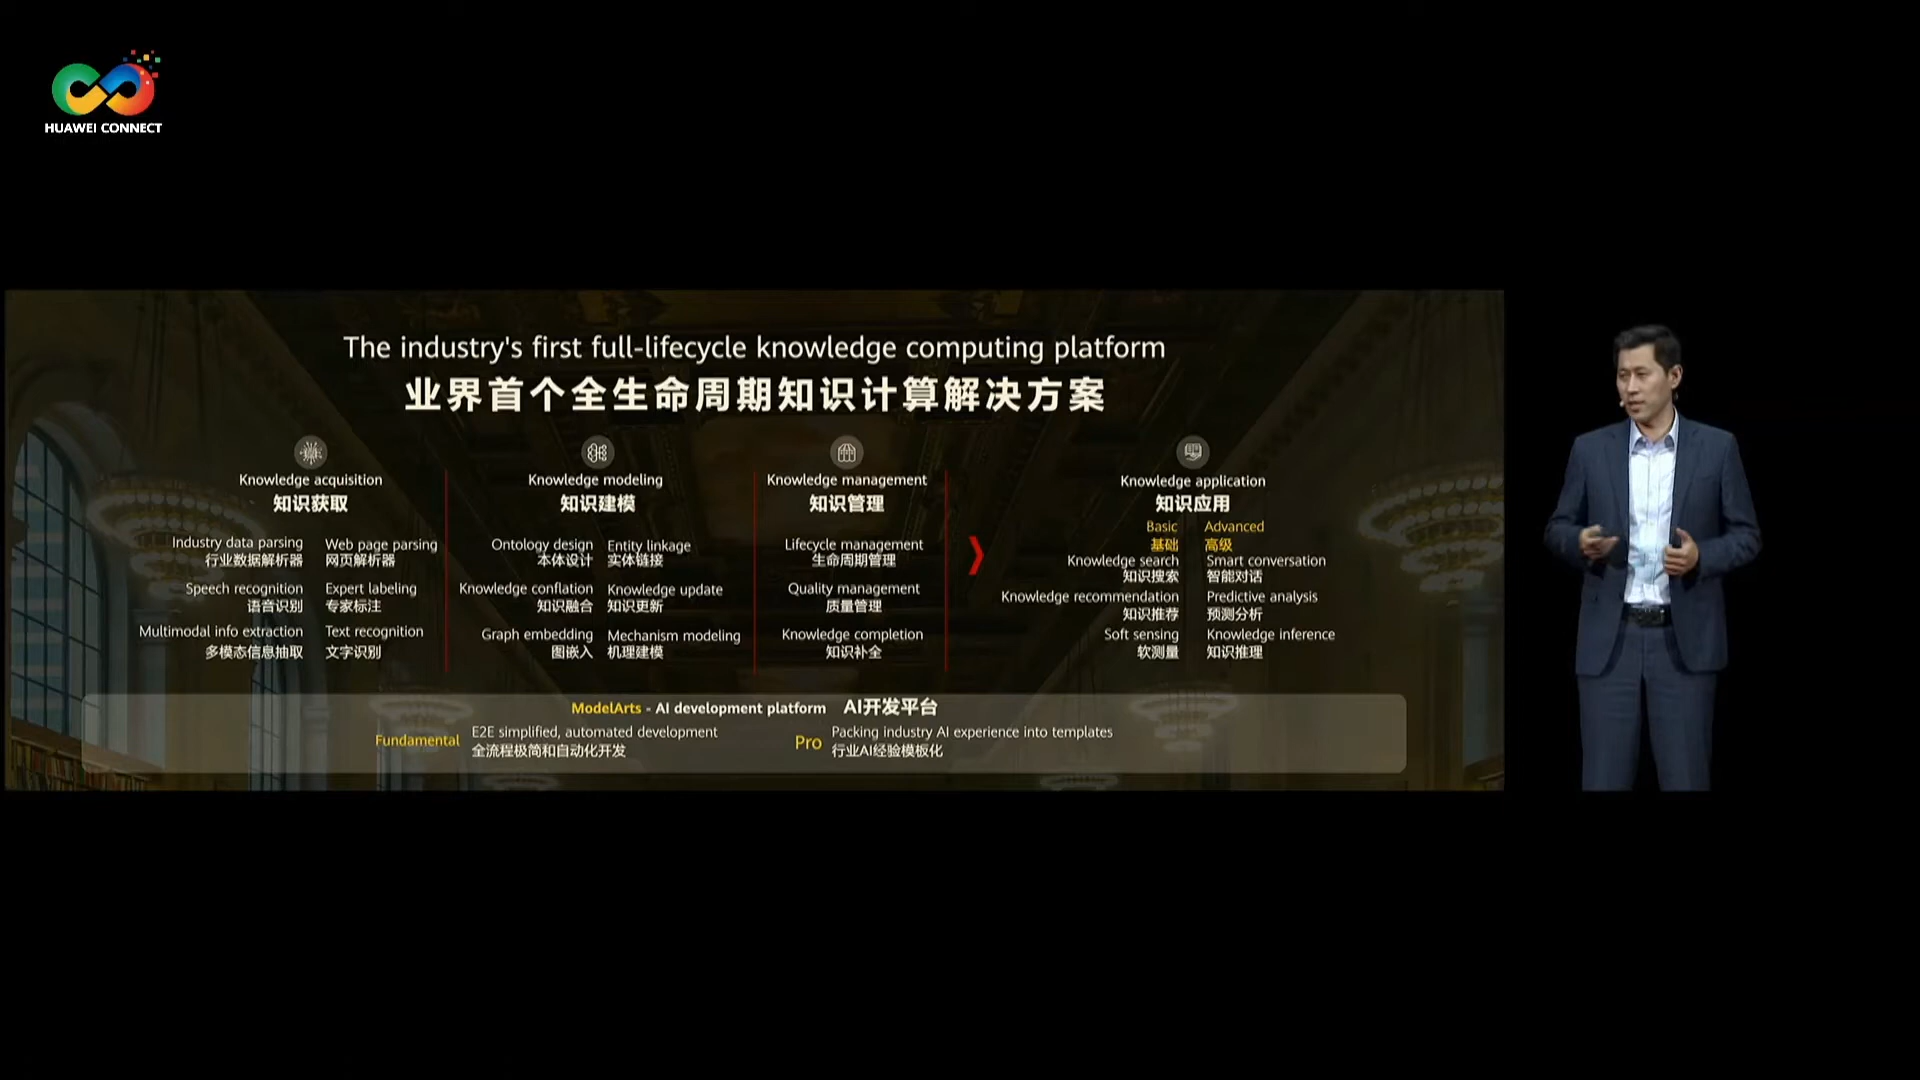 HUAWEI CONNECT
The industry's first full-lifecycle knowledge computing platform
业界首个全生命周期知识计算解决方案
Knowledge acquisition
知识获取
Industry data parsing
行业数据解析器
Web page parsing
网页解析器
Speech recognition
语音识别
Expert labeling
专家标注
Multimodal info extraction
多模态信息抽取
Text recognition
文字识别
Knowledge modeling
知识建模
Ontology design
本体设计
Entity linkage
实体链接
Knowledge conflation
知识融合
Knowledge update
知识更新
Graph embedding
图嵌入
Mechanism modeling
机理建模
Knowledge management
知识管理
Lifecycle management
生命周期管理
Quality management
质量管理
Knowledge completion
知识补全
Knowledge application
知识应用
Basic
基础
Knowledge search
知识搜索
Knowledge recommendation
知识推荐
Soft sensing
软测量
Advanced
高级
Smart conversation
智能对话
Predictive analysis
预测分析
Knowledge inference
知识推理
ModelArts - AI development platform AI开发平台
Fundamental
E2E simplified, automated development
全流程极简和自动化开发
Pro
Packing industry AI experience into templates
行业AI经验模板化